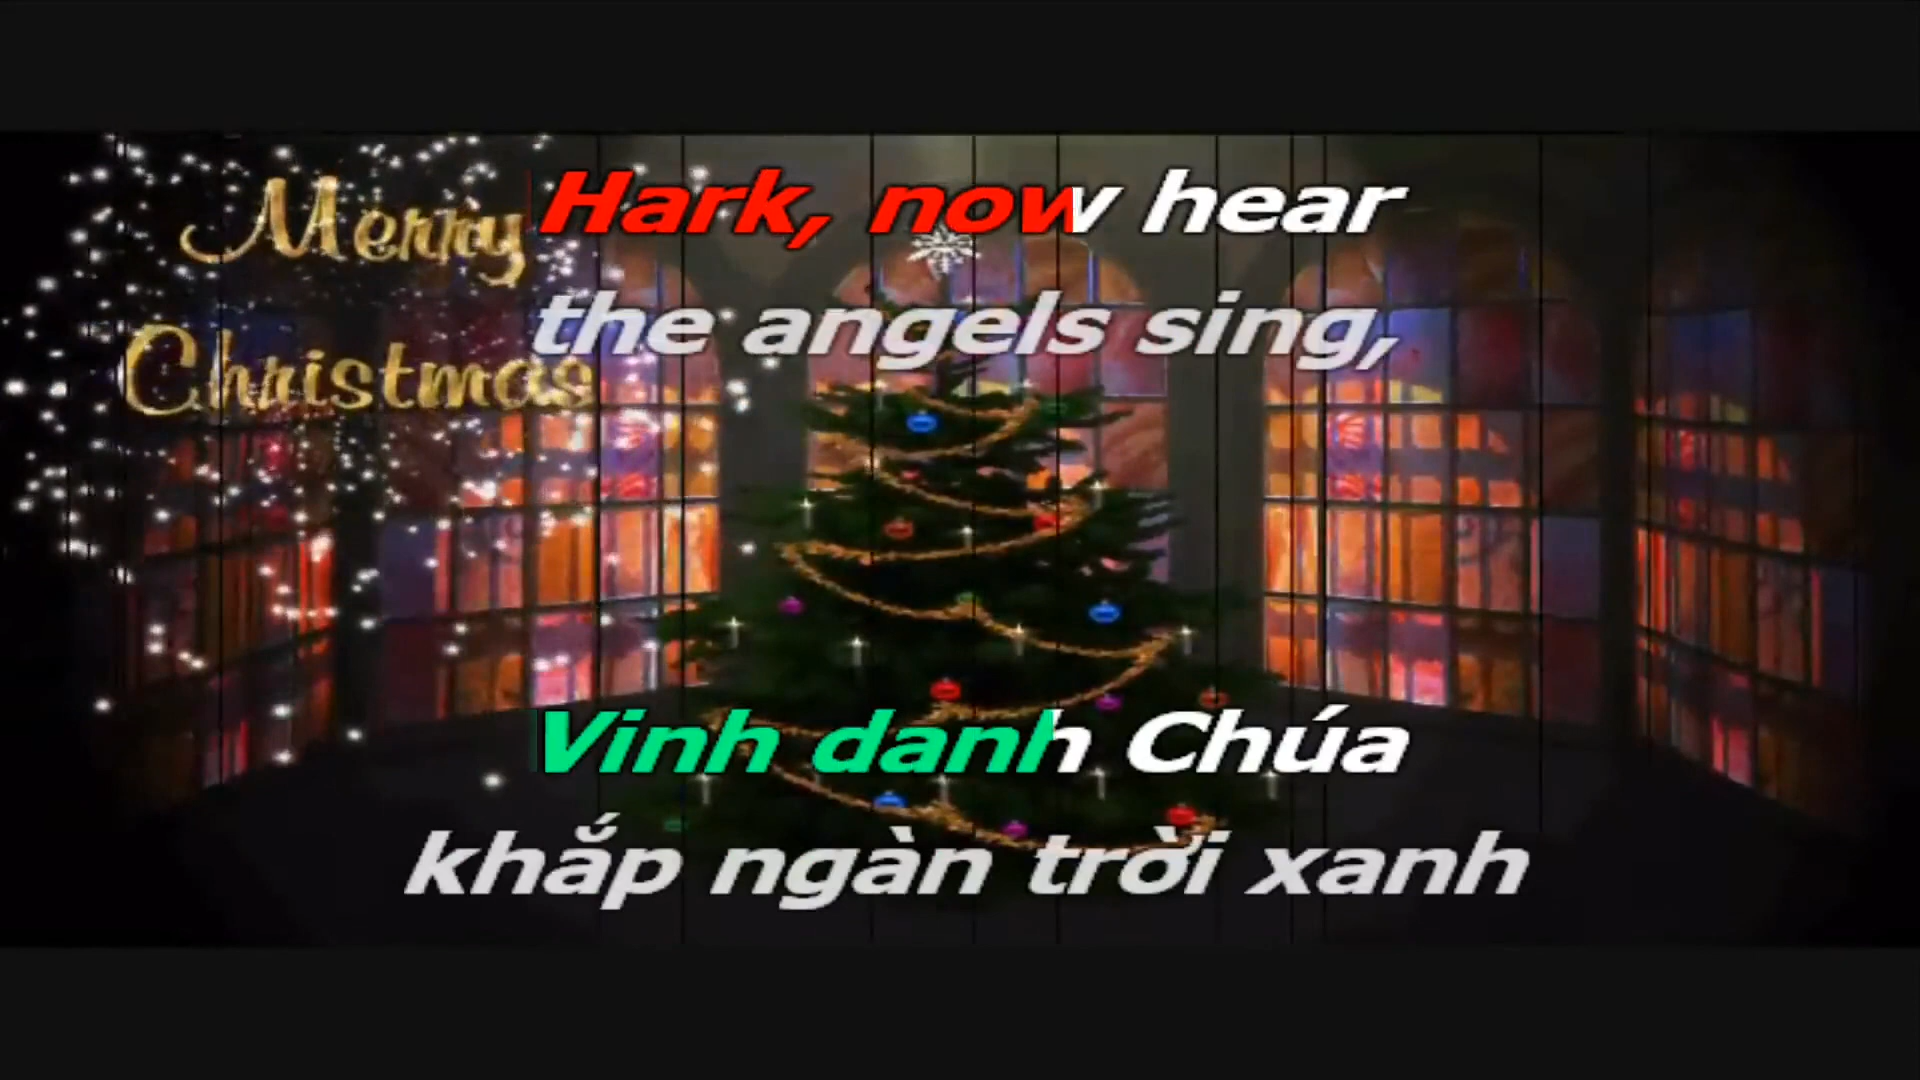 Merry
Christmas
Hark, now hear
the angels sing,
Vinh danh Chúa
khắp ngàn trời xanh